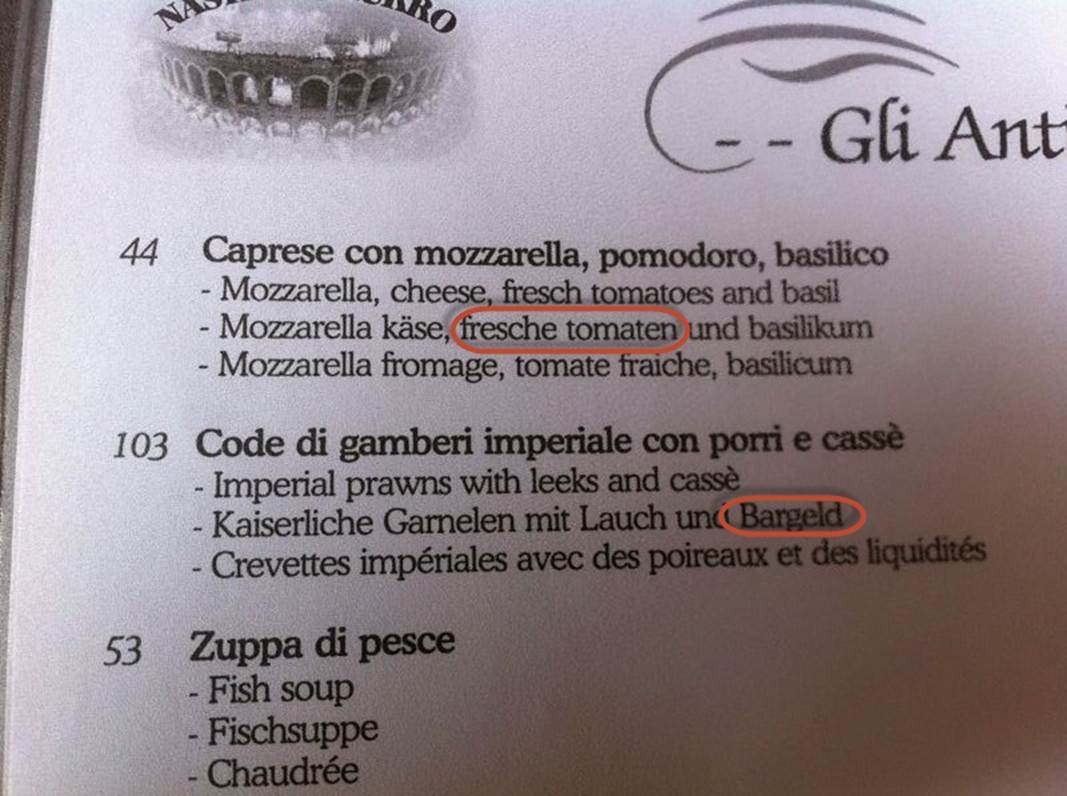 - - Gli Anti
44 Caprese con mozzarella, pomodoro, basilico
- Mozzarella, cheese, fresch tomatoes and basil
- Mozzarella käse, fresche tomaten und basilikum
- Mozzarella fromage, tomate fraiche, basilicum
103 Code di gamberi imperiale con porri e cassè
- Imperial prawns with leeks and cassè
- Kaiserliche Garnelen mit Lauch und Bargeld
- Crevettes impériales avec des poireaux et des liquidités
53 Zuppa di pesce
- Fish soup
- Fischsuppe
- Chaudrée